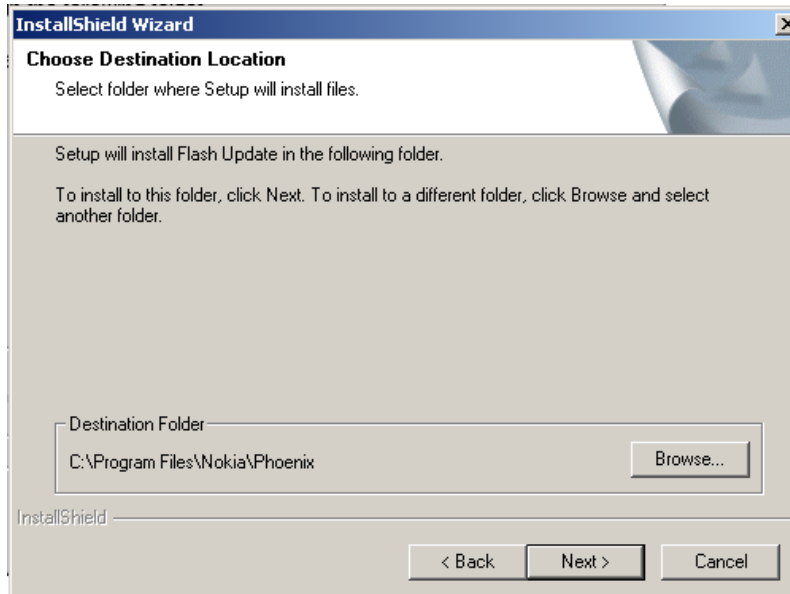 InstallShield Wizard
Choose Destination Location
Select folder where Setup will install files.
Setup will install Flash Update in the following folder.
To install to this folder, click Next. To install to a different folder, click Browse and select
another folder.
Destination Folder
C:\Program Files\Nokia\Phoenix
Browse...
InstallShield
< Back
Next >
Cancel